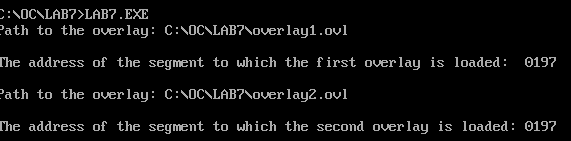 C:\OC\LAB7>LAB7.EXE
Path to the overlay: C:\OC\LAB7\overlay1.ovl
The address of the segment to which the first overlay is loaded:  0197
Path to the overlay: C:\OC\LAB7\overlay2.ovl
The address of the segment to which the second overlay is loaded: 0197